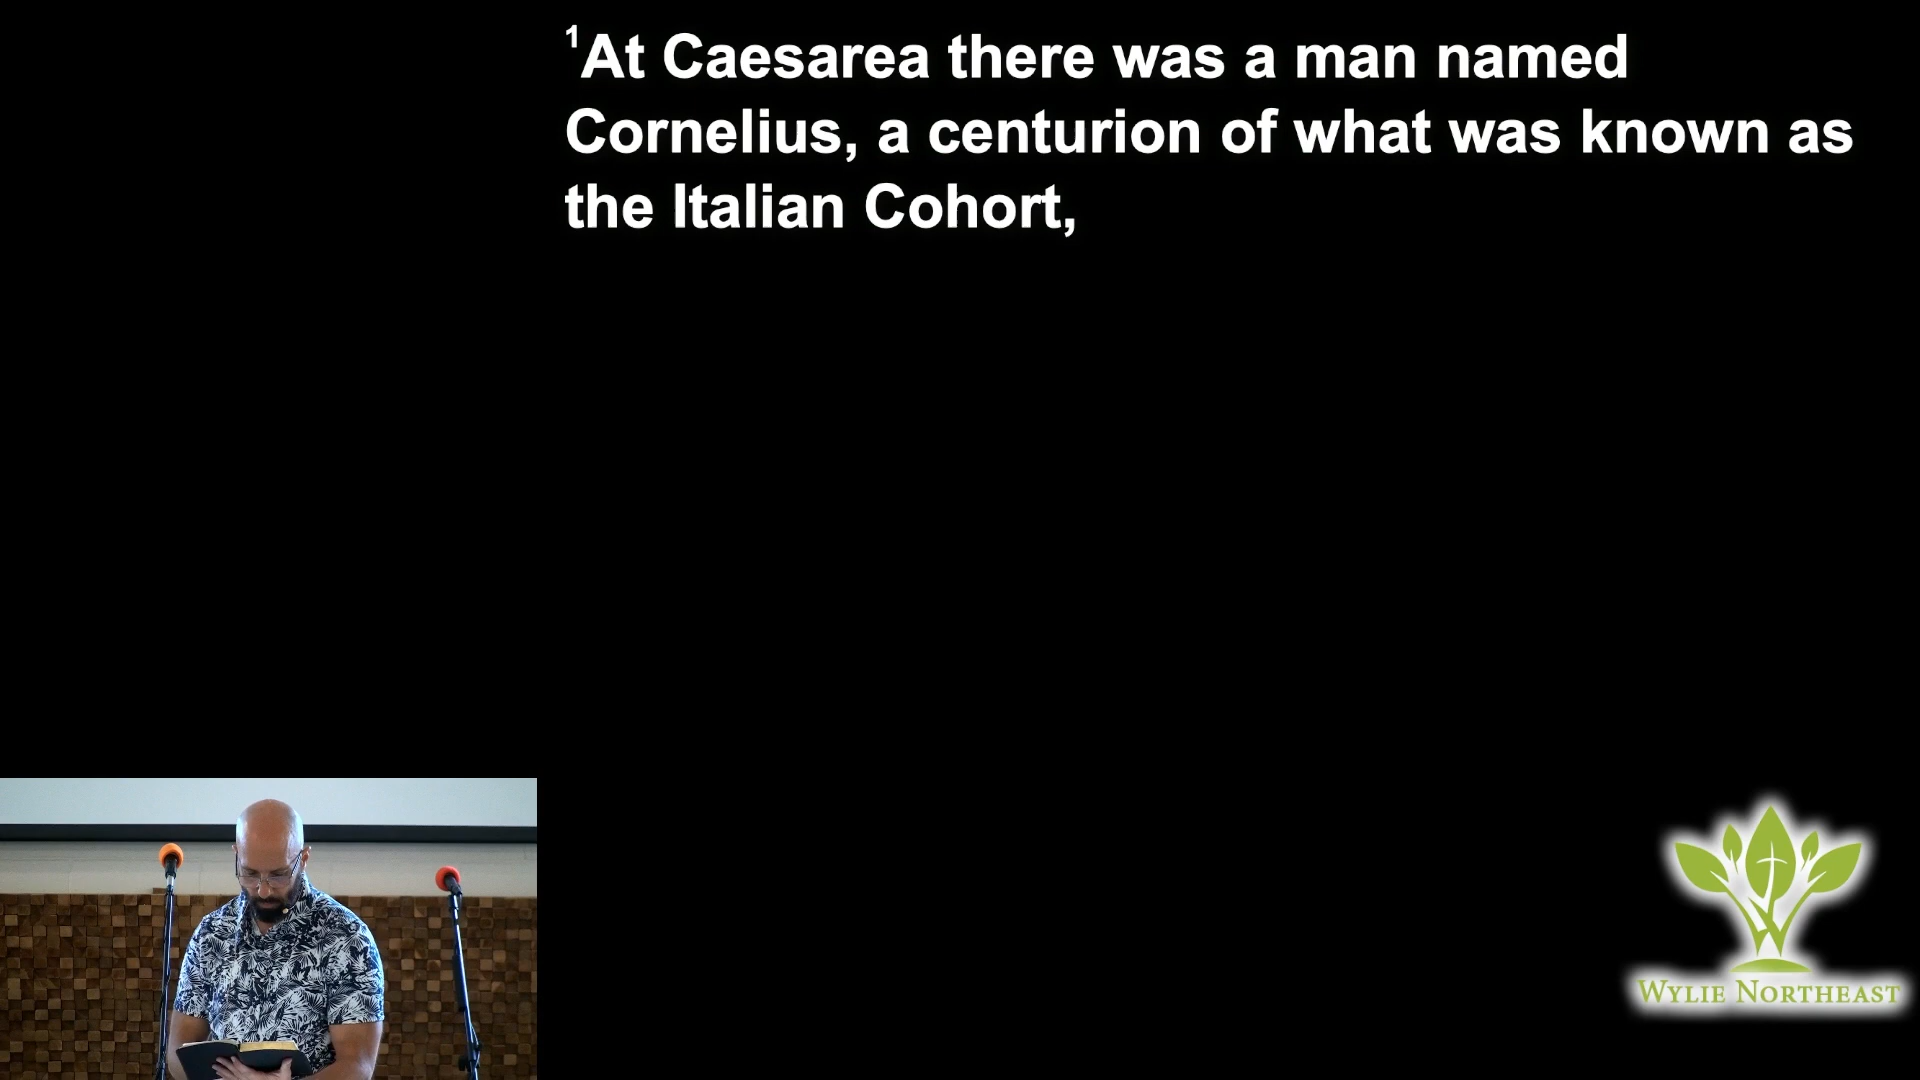 ¹At Caesarea there was a man named
Cornelius, a centurion of what was known as
the Italian Cohort,
WYLIE NORTHEAST